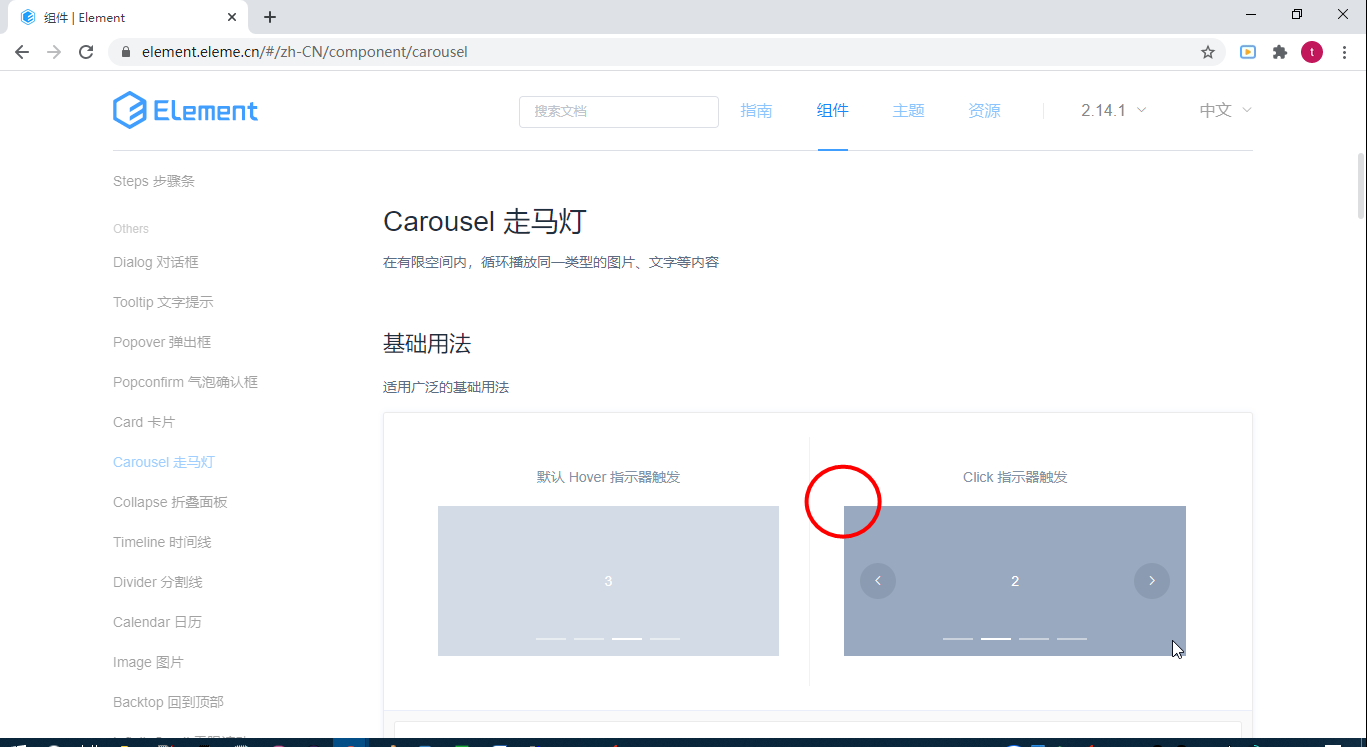 组件 | Element
element.eleme.cn/#/zh-CN/component/carousel
t
Element
搜索文档
指南
组件
主题
资源
2.14.1
中文
Steps 步骤条
Others
Dialog 对话框
Tooltip 文字提示
Popover 弹出框
Popconfirm 气泡确认框
Card 卡片
Carousel 走马灯
Collapse 折叠面板
Timeline 时间线
Divider 分割线
Calendar 日历
Image 图片
Backtop 回到顶部
Carousel 走马灯
在有限空间内，循环播放同一类型的图片、文字等内容
基础用法
适用广泛的基础用法
默认 Hover 指示器触发
3
Click 指示器触发
2